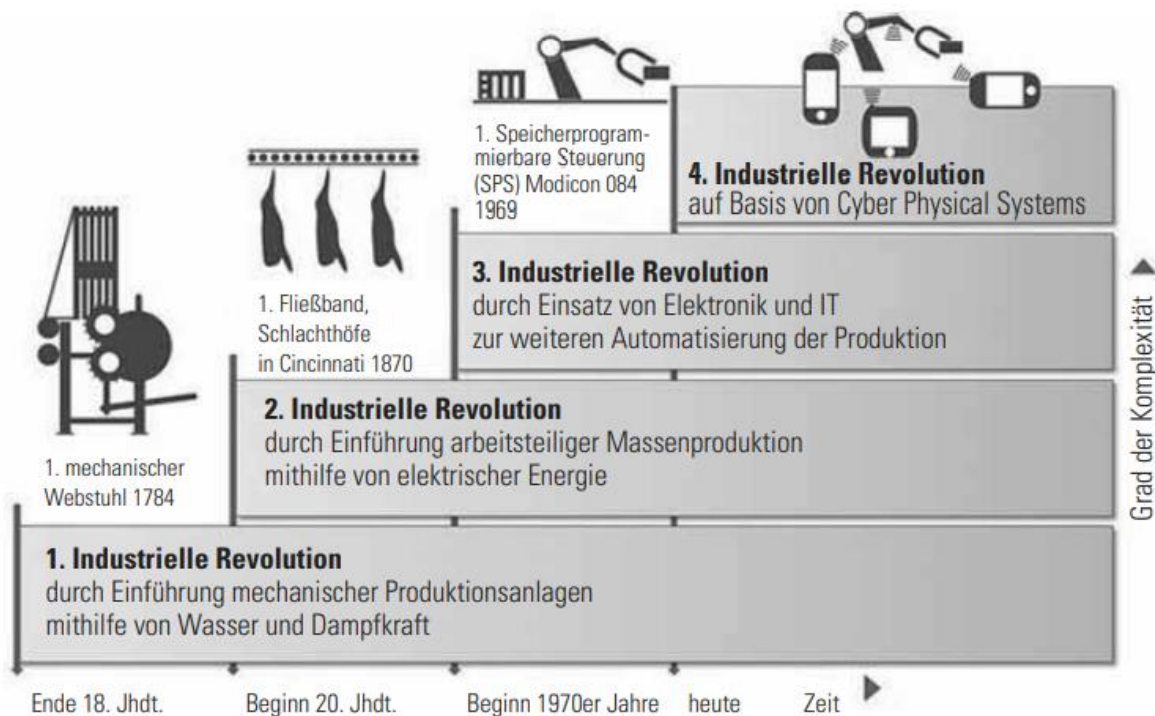 1. Speicherprogram-
mierbare Steuerung
(SPS) Modicon 084
1969
4. Industrielle Revolution
auf Basis von Cyber Physical Systems
1. Fließband,
Schlachthöfe
in Cincinnati 1870
3. Industrielle Revolution
durch Einsatz von Elektronik und IT
zur weiteren Automatisierung der Produktion
1. mechanischer
Webstuhl 1784
2. Industrielle Revolution
durch Einführung arbeitsteiliger Massenproduktion
mithilfe von elektrischer Energie
1. Industrielle Revolution
durch Einführung mechanischer Produktionsanlagen
mithilfe von Wasser und Dampfkraft
Grad der Komplexität
Ende 18. Jhdt.
Beginn 20. Jhdt.
Beginn 1970er Jahre
heute
Zeit